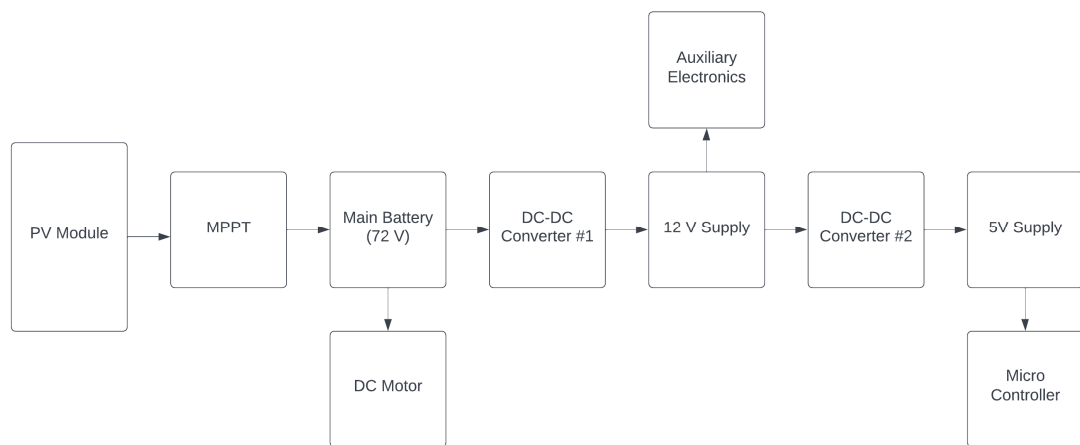 Auxiliary
Electronics
PV Module
MPPT
Main Battery
(72 V)
DC-DC
Converter #1
12 V Supply
DC-DC
Converter #2
5V Supply
DC Motor
Micro
Controller